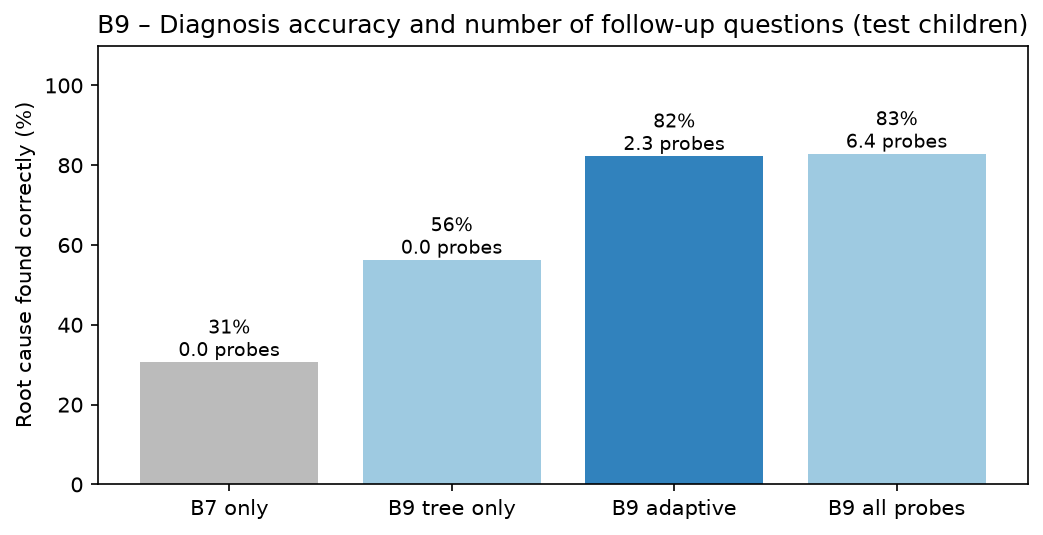 B9 – Diagnosis accuracy and number of follow-up questions (test children)
Root cause found correctly (%)
100
80
60
40
20
0
31%
0.0 probes
56%
0.0 probes
82%
2.3 probes
83%
6.4 probes
B7 only
B9 tree only
B9 adaptive
B9 all probes